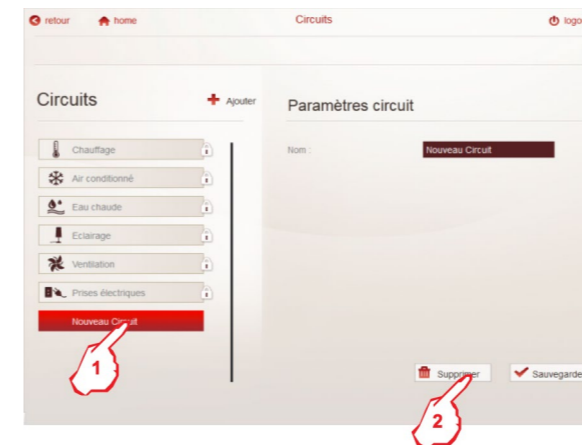 retour home Circuits logo
Circuits Ajouter
Paramètres circuit
Chauffage
Nom : Nouveau Circuit
Air conditionné
Eau chaude
Eclairage
Ventilation
Prises électriques
Nouveau Circuit
1
Supprimer Sauvegarde
2